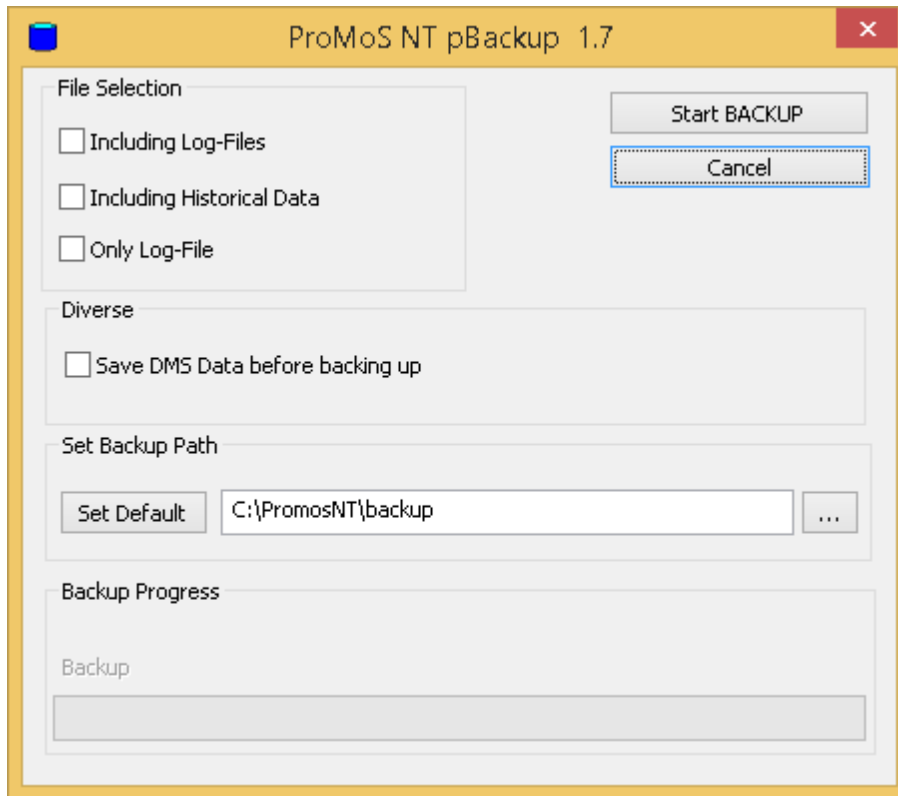 ProMoS NT pBackup 1.7
File Selection
Including Log-Files
Including Historical Data
Only Log-File
Start BACKUP
Cancel
Diverse
Save DMS Data before backing up
Set Backup Path
Set Default
C:\PromosNT\backup
...
Backup Progress
Backup